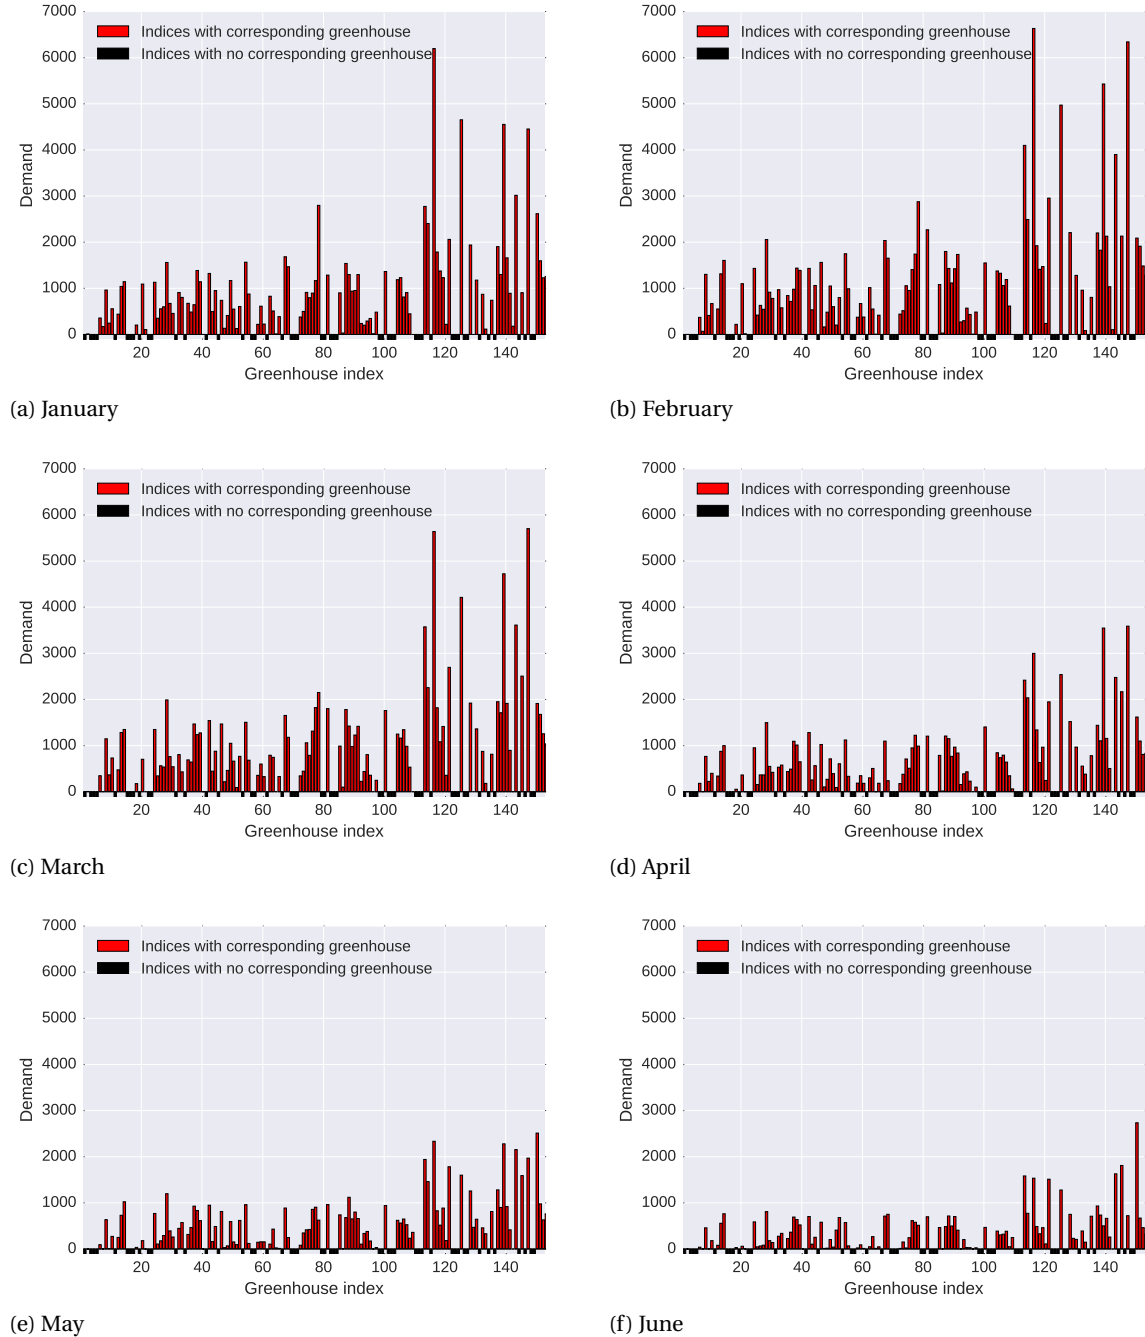 7000
6000
5000
4000
3000
2000
1000
0
Demand
Indices with corresponding greenhouse
Indices with no corresponding greenhouse
20 40 60 80 100 120 140
Greenhouse index
(a) January
7000
6000
5000
4000
3000
2000
1000
0
Demand
Indices with corresponding greenhouse
Indices with no corresponding greenhouse
20 40 60 80 100 120 140
Greenhouse index
(b) February
7000
6000
5000
4000
3000
2000
1000
0
Demand
Indices with corresponding greenhouse
Indices with no corresponding greenhouse
20 40 60 80 100 120 140
Greenhouse index
(c) March
7000
6000
5000
4000
3000
2000
1000
0
Demand
Indices with corresponding greenhouse
Indices with no corresponding greenhouse
20 40 60 80 100 120 140
Greenhouse index
(d) April
7000
6000
5000
4000
3000
2000
1000
0
Demand
Indices with corresponding greenhouse
Indices with no corresponding greenhouse
20 40 60 80 100 120 140
Greenhouse index
(e) May
7000
6000
5000
4000
3000
2000
1000
0
Demand
Indices with corresponding greenhouse
Indices with no corresponding greenhouse
20 40 60 80 100 120 140
Greenhouse index
(f) June